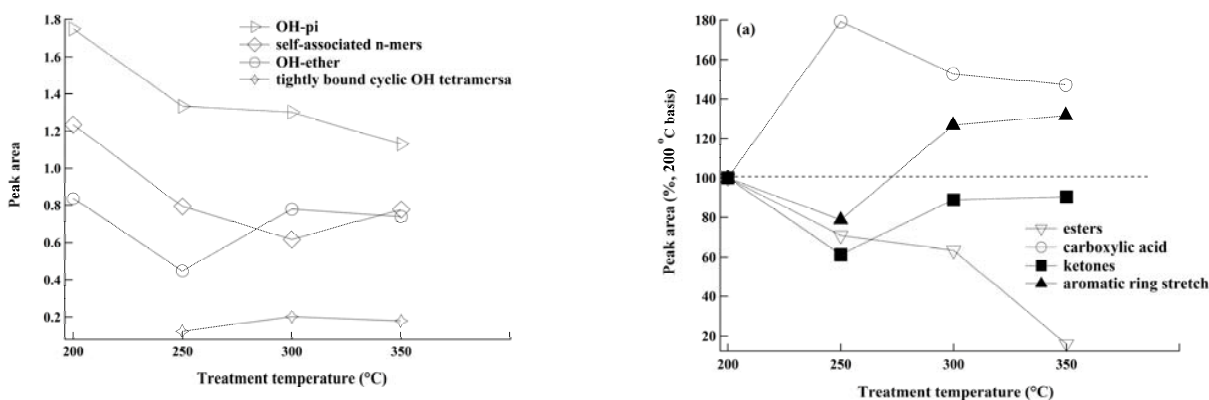 1.8
1.6
1.4
1.2
1.0
0.8
0.6
0.4
0.2
Peak area
OH-pi
self-associated n-mers
OH-ether
tightly bound cyclic OH tetramersa
200
250
300
350
Treatment temperature (°C)
180
160
140
120
100
80
60
40
20
Peak area (%, 200 °C basis)
(a)
esters
carboxylic acid
ketones
aromatic ring stretch
200
250
300
350
Treatment temperature (°C)